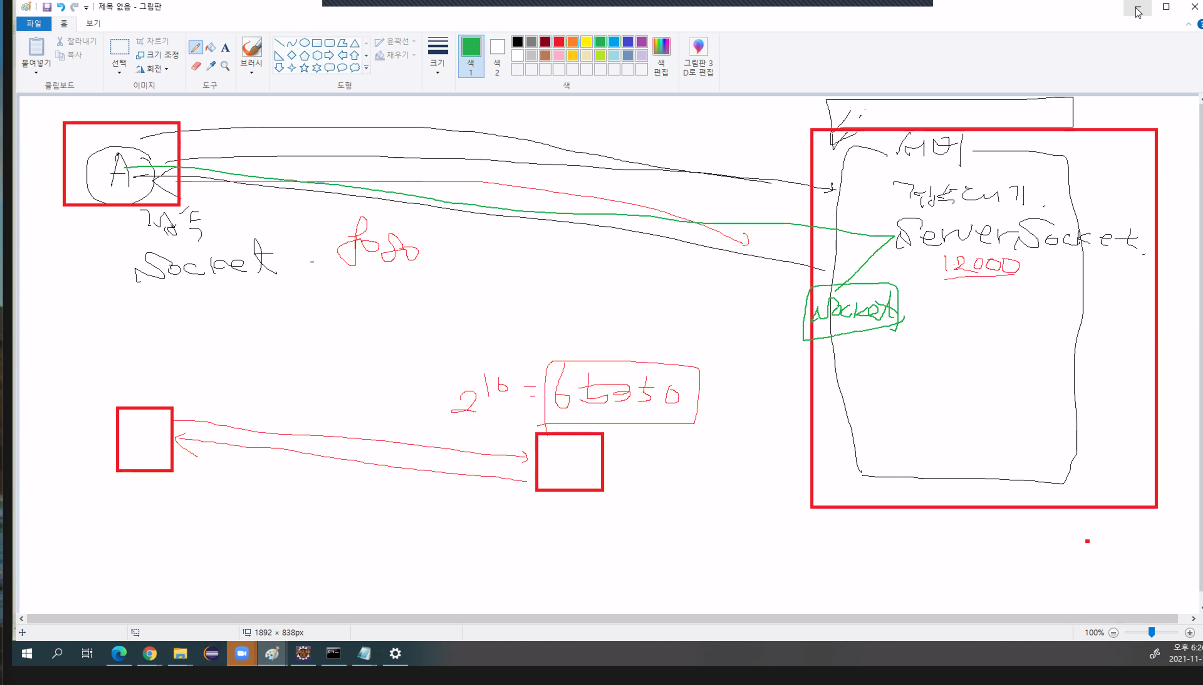 제목 없음 - 그림판
파일 홈 보기
붙여넣기
잘라내기
복사
클립보드
선택
자르기
크기 조정
회전
이미지
A
도구
브러시
윤곽선
채우기
도형
크기
색
1
색
2
색
편집
그림판 3
D로 편집
색
A
Socket
서버
접속대기
ServerSocket
12000
Socket
2^16 =
1892 × 838px
100%
오후 6:2
2021-11-